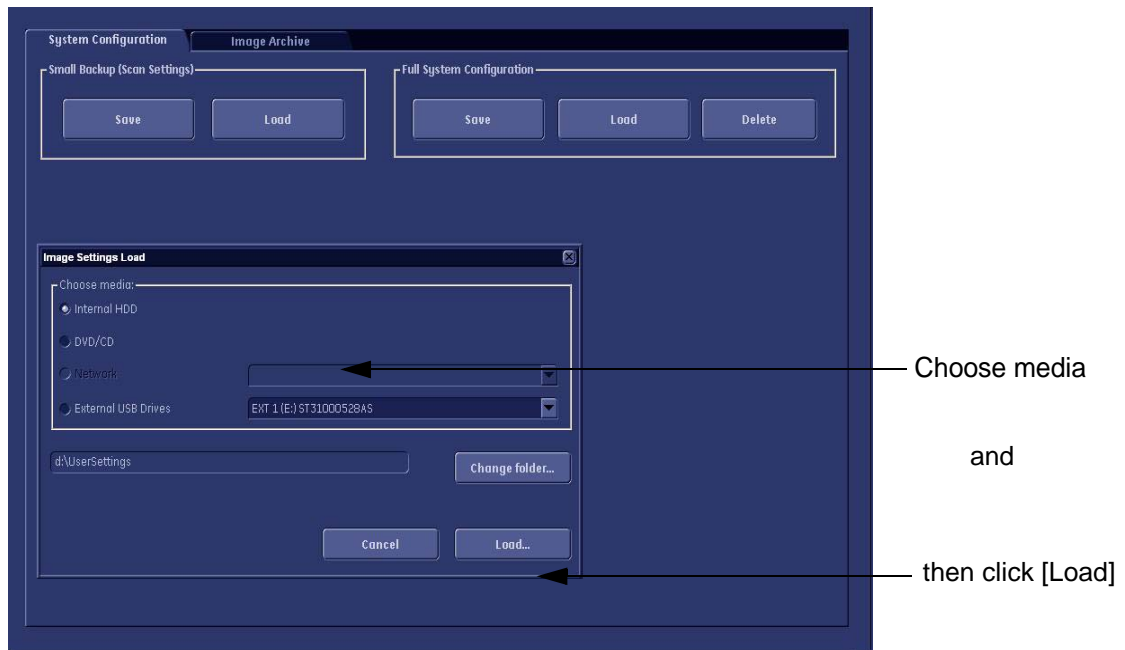 System Configuration
Image Archive
Small Backup (Scan Settings)
Full System Configuration
Save
Load
Save
Load
Delete
Image Settings Load
Choose media:
Internal HDD
DVD/CD
Network
External USB Drives
EXT 1 (E:) ST31000528AS
d:\UserSettings
Change folder...
Cancel
Load...
Choose media
and
then click [Load]